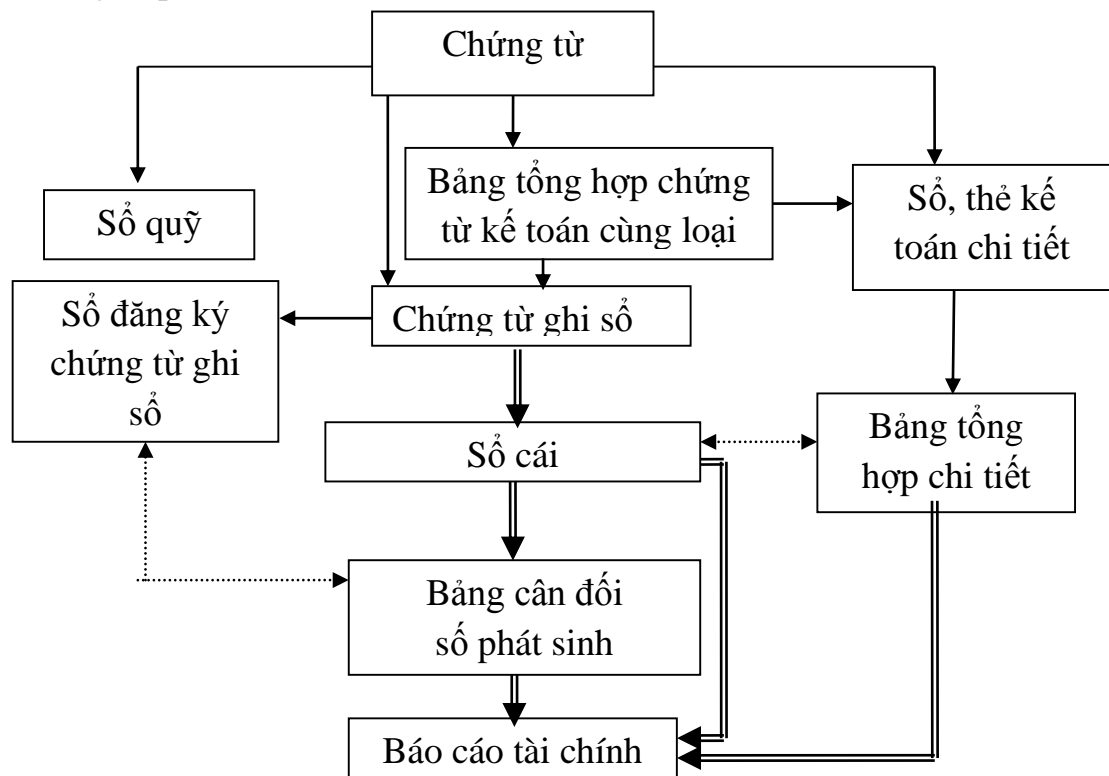 Chứng từ
Bảng tổng hợp chứng
từ kế toán cùng loại
Sổ, thẻ kế
toán chi tiết
Sổ quỹ
Sổ đăng ký
chứng từ ghi
sổ
Chứng từ ghi sổ
Sổ cái
Bảng tổng
hợp chi tiết
Bảng cân đối
số phát sinh
Báo cáo tài chính